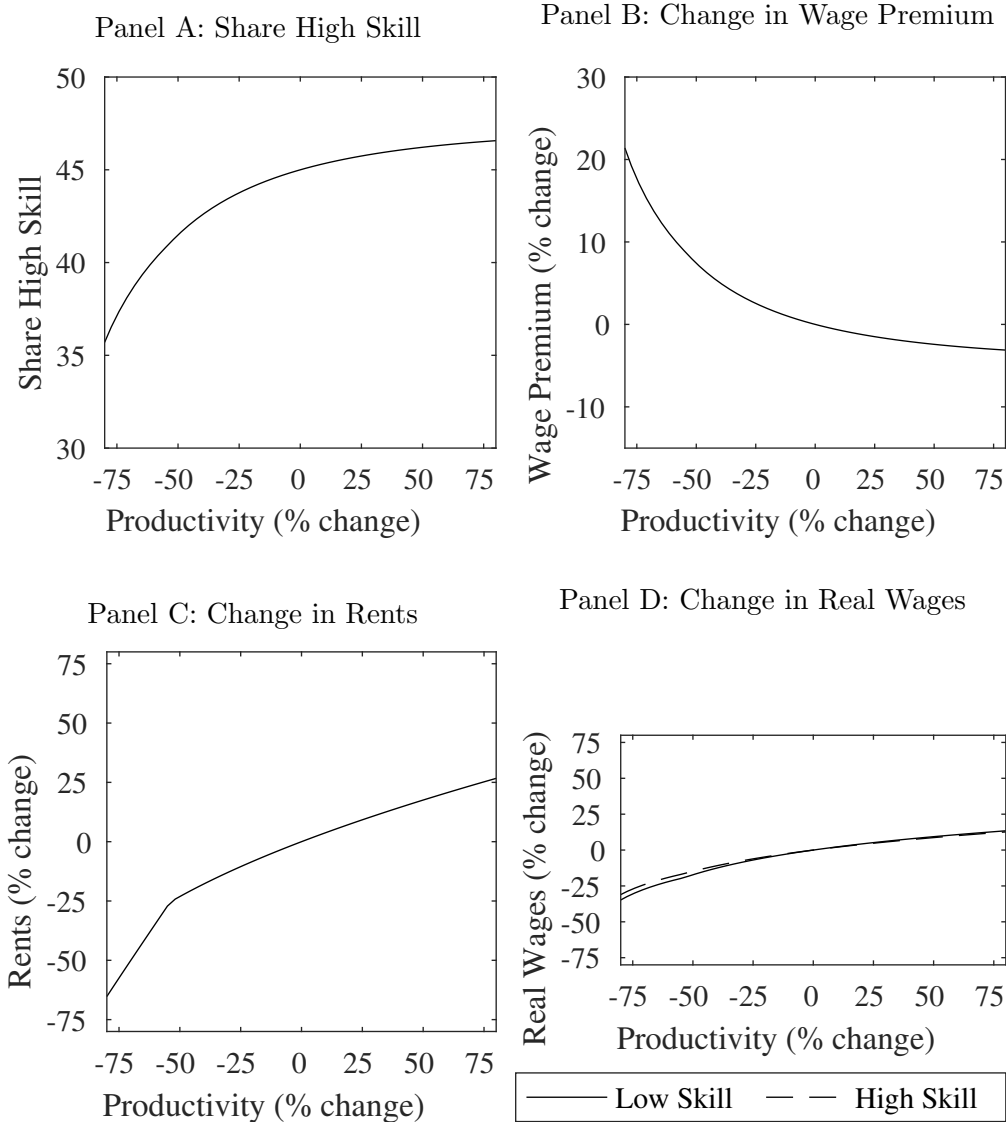 Panel A: Share High Skill
50
45
40
35
30
Share High Skill
-75 -50 -25 0 25 50 75
Productivity (% change)
Panel B: Change in Wage Premium
30
20
10
0
-10
Wage Premium (% change)
-75 -50 -25 0 25 50 75
Productivity (% change)
Panel C: Change in Rents
75
50
25
0
-25
-50
-75
Rents (% change)
-75 -50 -25 0 25 50 75
Productivity (% change)
Panel D: Change in Real Wages
75
50
25
0
-25
-50
-75
Real Wages (% change)
-75 -50 -25 0 25 50 75
Productivity (% change)
Low Skill High Skill